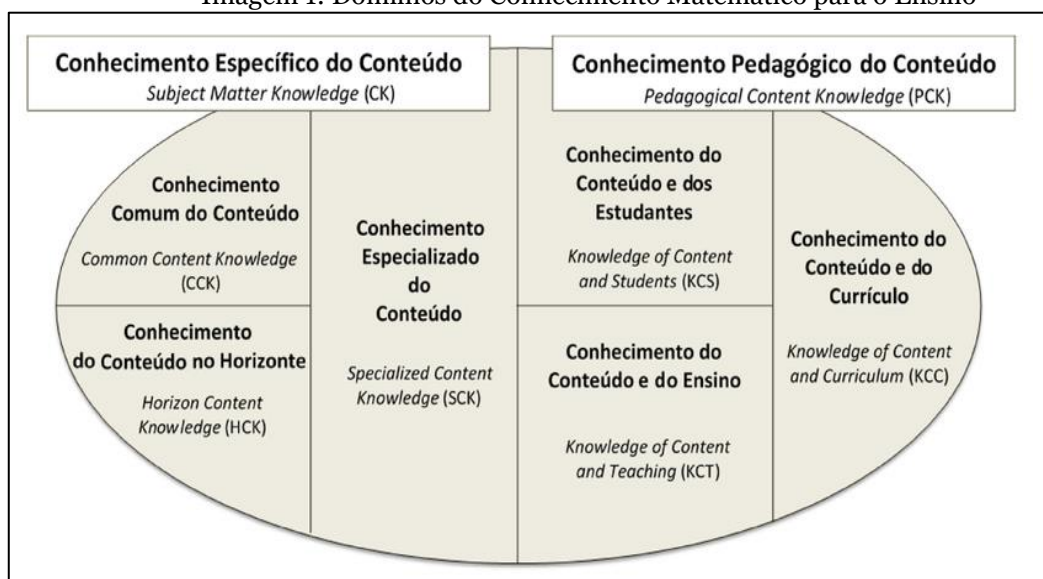 Imagem 1: Domínios do Conhecimento Matemático para o Ensino
Conhecimento Específico do Conteúdo
Subject Matter Knowledge (CK)
Conhecimento Pedagógico do Conteúdo
Pedagogical Content Knowledge (PCK)
Conhecimento
Comum do Conteúdo
Common Content Knowledge
(CCK)
Conhecimento
do Conteúdo no Horizonte
Horizon Content
Knowledge (HCK)
Conhecimento
Especializado
do
Conteúdo
Specialized Content
Knowledge (SCK)
Conhecimento do
Conteúdo e dos
Estudantes
Knowledge of Content
and Students (KCS)
Conhecimento do
Conteúdo e do Ensino
Knowledge of Content
and Teaching (KCT)
Conhecimento do
Conteúdo e do
Currículo
Knowledge of Content
and Curriculum (KCC)